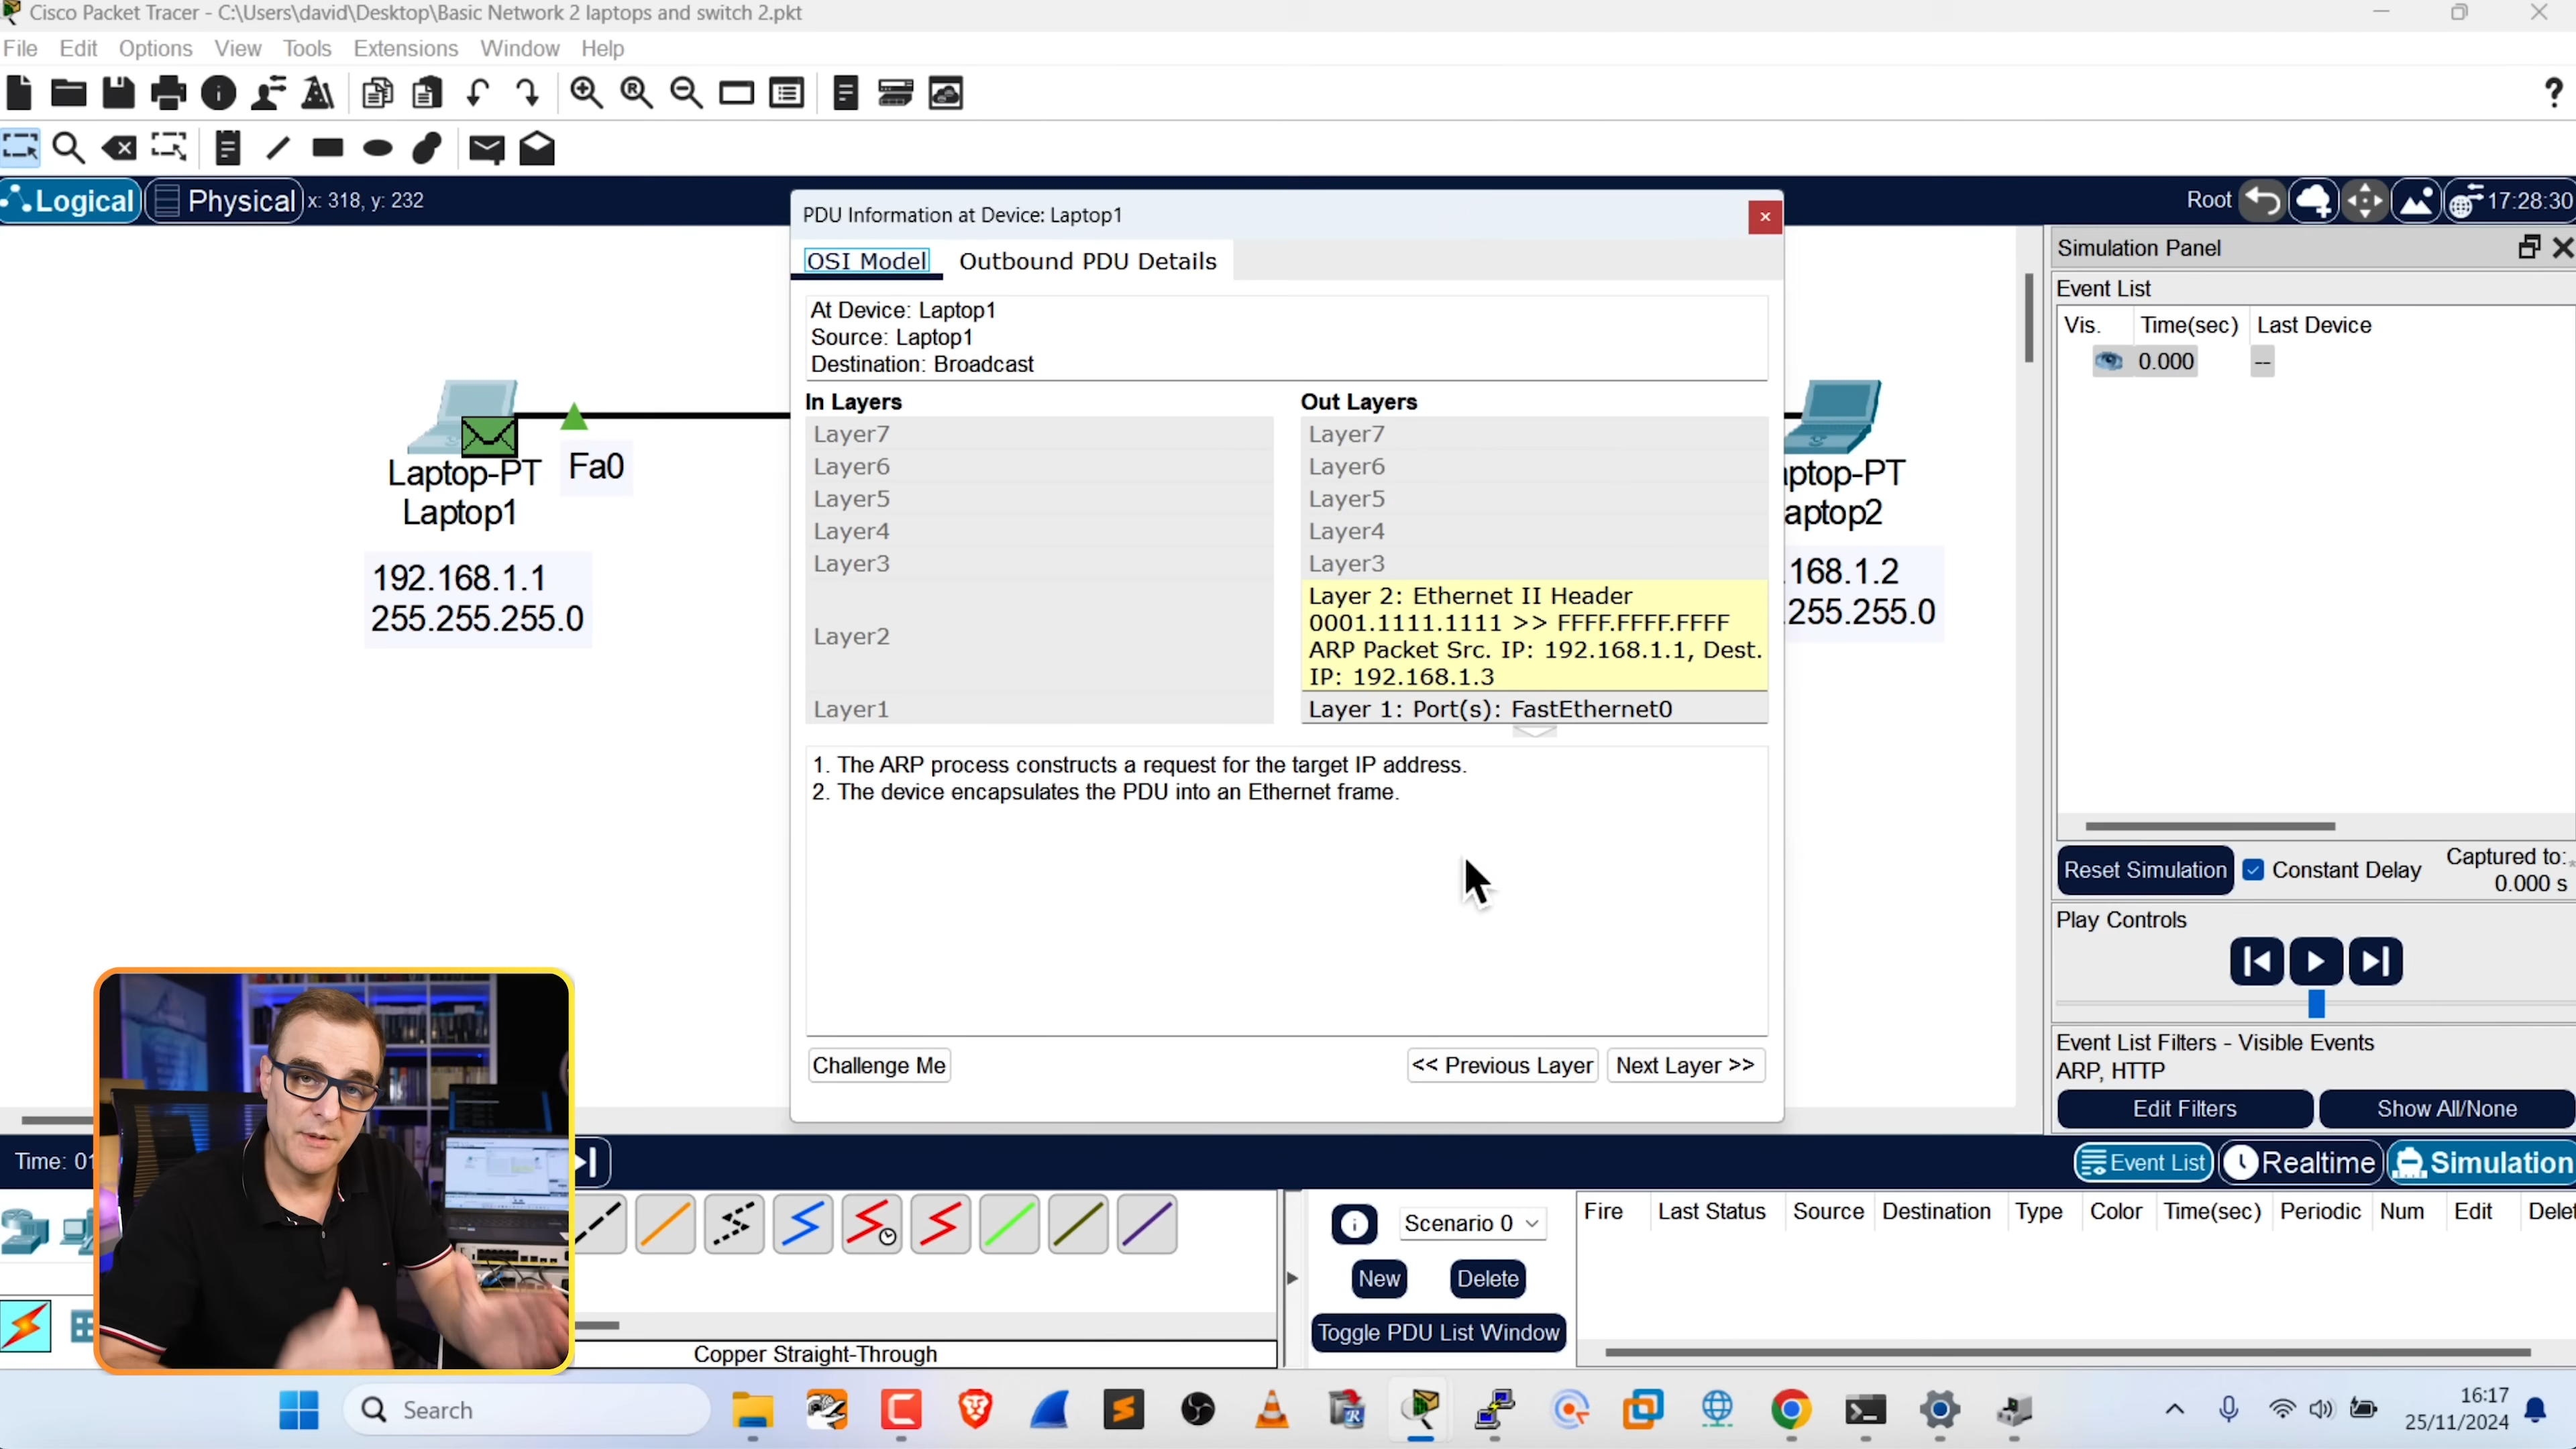 Cisco Packet Tracer - C:\Users\david\Desktop\Basic Network 2 laptops and switch 2.pkt
File Edit Options View Tools Extensions Window Help
Logical Physical x: 318, y: 232
Root 17:28:30
PDU Information at Device: Laptop1
OSI Model Outbound PDU Details
At Device: Laptop1
Source: Laptop1
Destination: Broadcast
In Layers Out Layers
Layer7 Layer7
Layer6 Layer6
Layer5 Layer5
Layer4 Layer4
Layer3 Layer3
Layer2
Layer 2: Ethernet II Header
0001.1111.1111 >> FFFF.FFFF.FFFF
ARP Packet Src. IP: 192.168.1.1, Dest.
IP: 192.168.1.3
Layer1 Layer 1: Port(s): FastEthernet0
1. The ARP process constructs a request for the target IP address.
2. The device encapsulates the PDU into an Ethernet frame.
Challenge Me << Previous Layer Next Layer >>
Laptop-PT
Laptop1
Fa0
192.168.1.1
255.255.255.0
ptop-PT
aptop2
.168.1.2
.255.255.0
Simulation Panel
Event List
Vis. Time(sec) Last Device
0.000 --
Reset Simulation Constant Delay
Captured to:
0.000 s
Play Controls
Event List Filters - Visible Events
ARP, HTTP
Edit Filters Show All/None
Time: 01
Event List Realtime Simulation
Scenario 0
New Delete
Toggle PDU List Window
Fire Last Status Source Destination Type Color Time(sec) Periodic Num Edit Delet
Copper Straight-Through
Search
16:17
25/11/2024